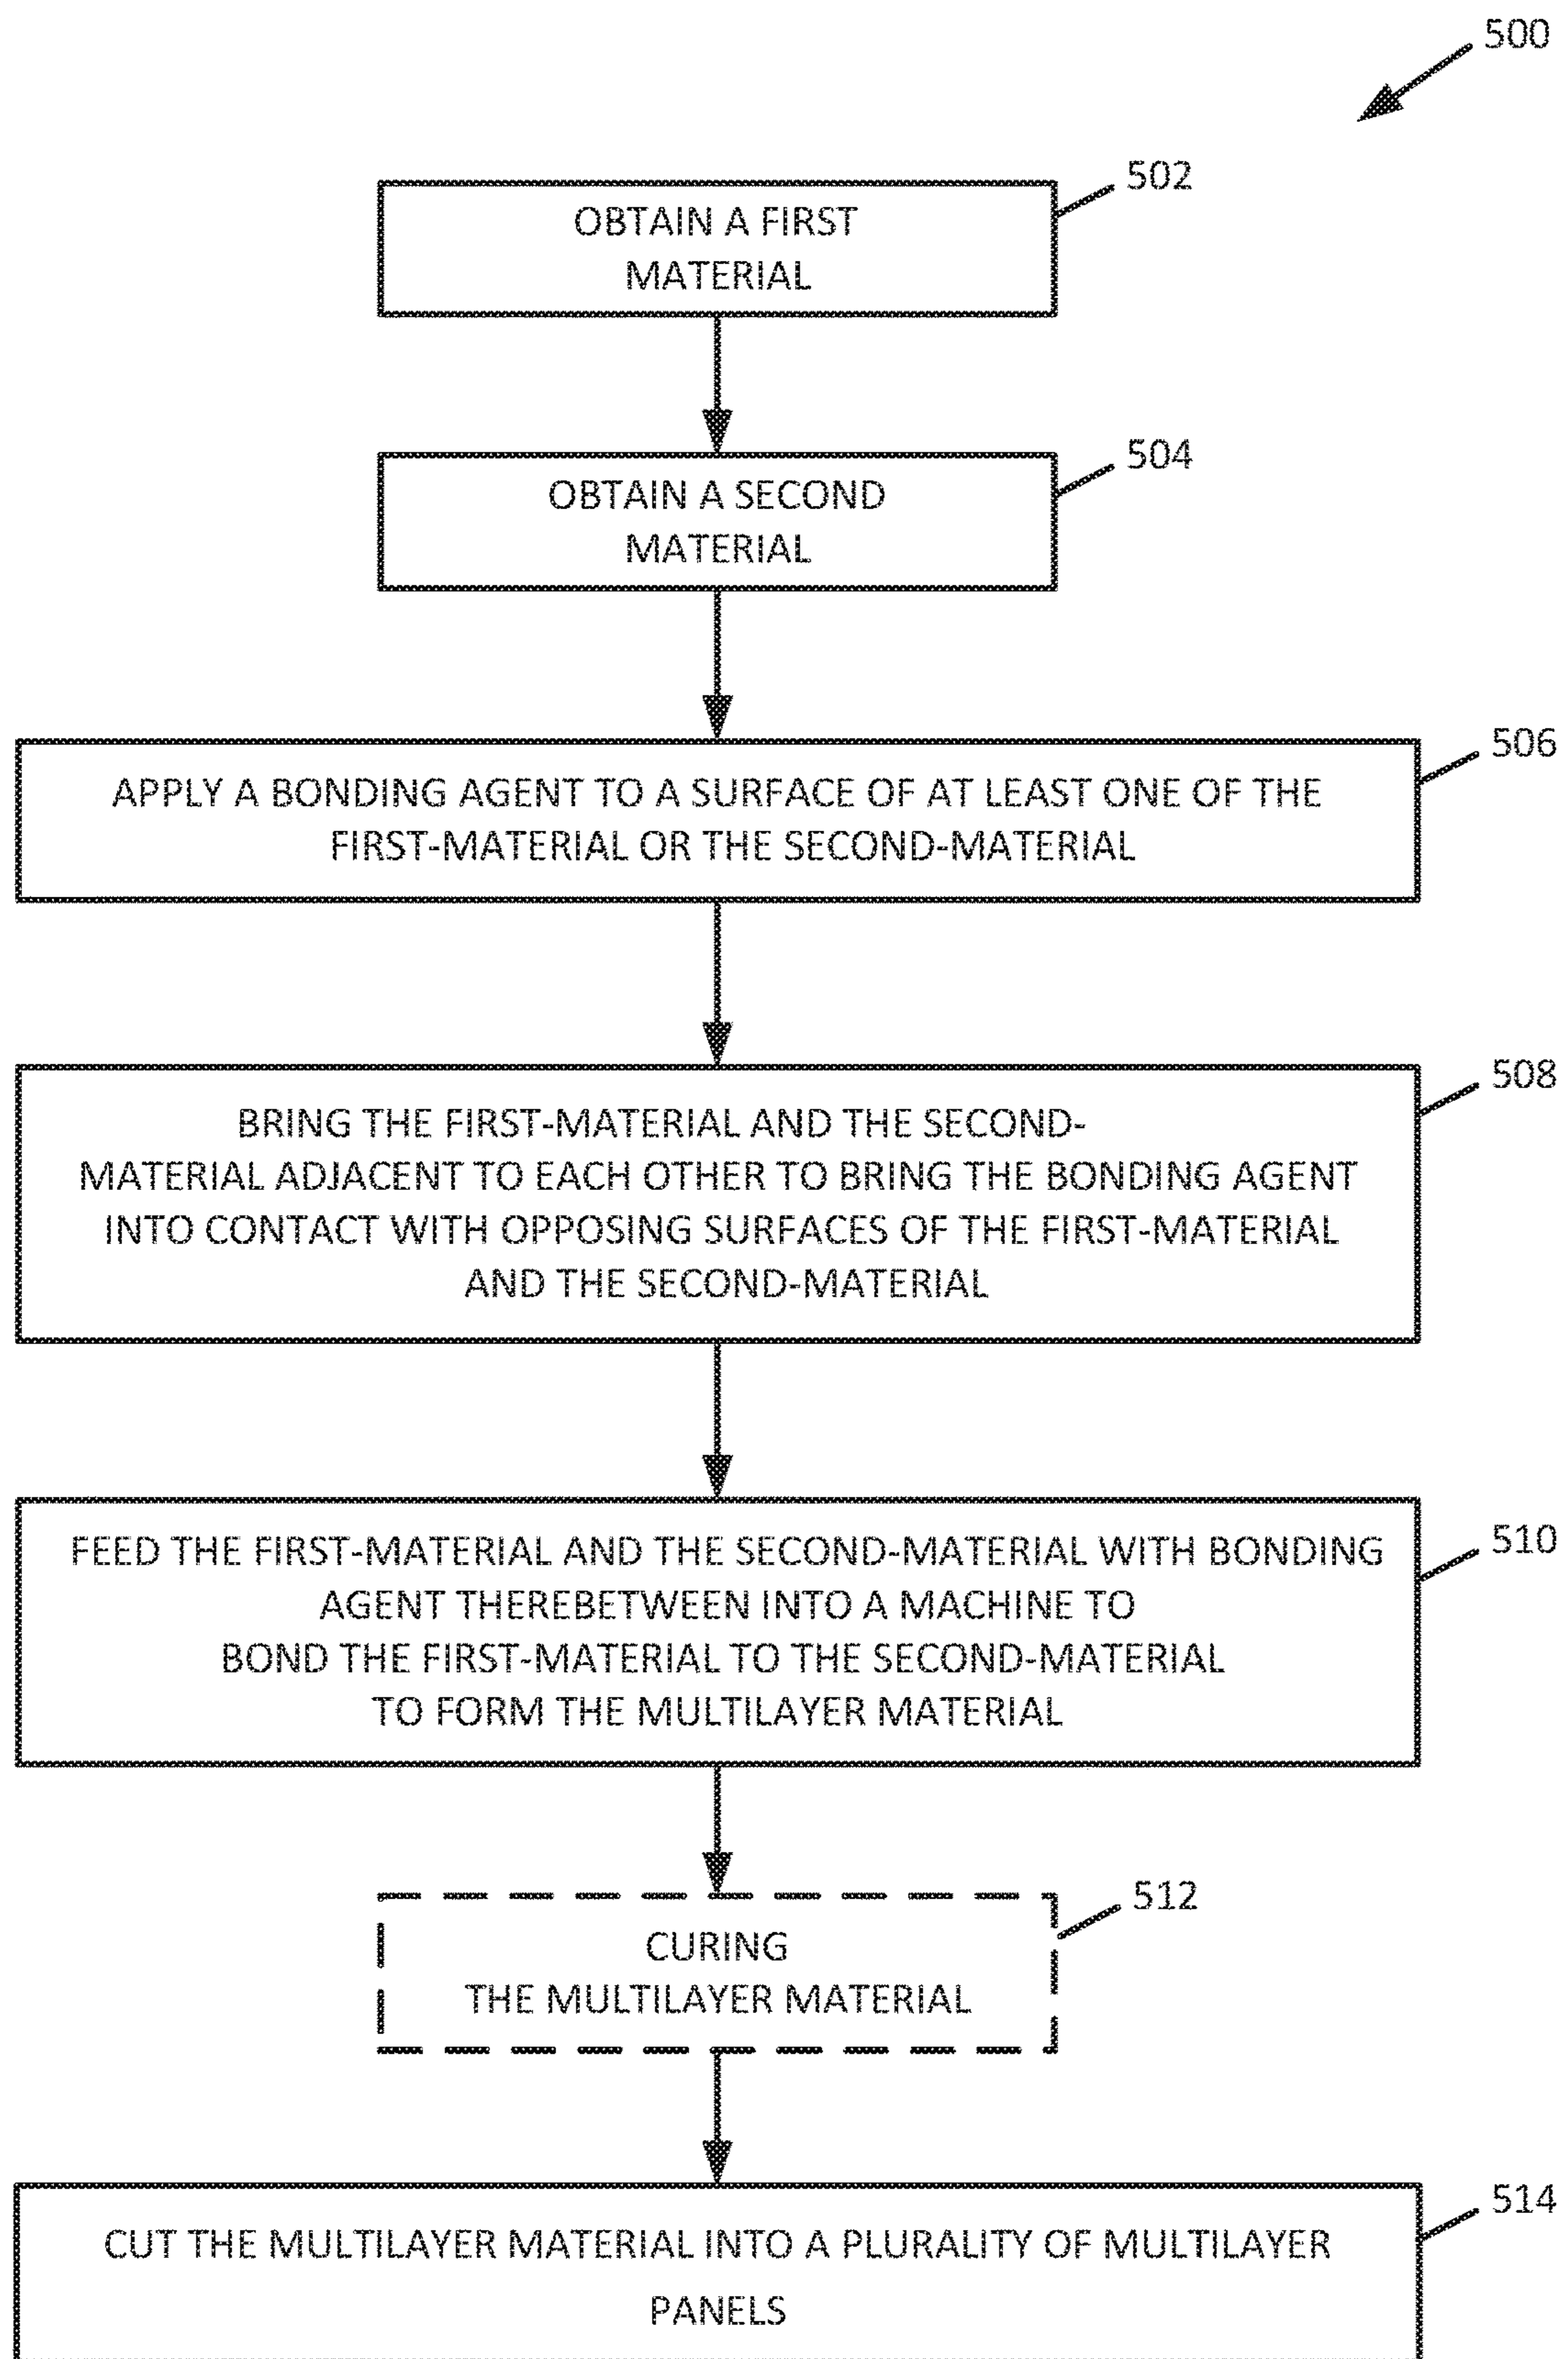 500
502
OBTAIN A FIRST
MATERIAL
504
OBTAIN A SECOND
MATERIAL
506
APPLY A BONDING AGENT TO A SURFACE OF AT LEAST ONE OF THE
FIRST-MATERIAL OR THE SECOND-MATERIAL
508
BRING THE FIRST-MATERIAL AND THE SECOND-
MATERIAL ADJACENT TO EACH OTHER TO BRING THE BONDING AGENT
INTO CONTACT WITH OPPOSING SURFACES OF THE FIRST-MATERIAL
AND THE SECOND-MATERIAL
510
FEED THE FIRST-MATERIAL AND THE SECOND-MATERIAL WITH BONDING
AGENT THEREBETWEEN INTO A MACHINE TO
BOND THE FIRST-MATERIAL TO THE SECOND-MATERIAL
TO FORM THE MULTILAYER MATERIAL
512
CURING
THE MULTILAYER MATERIAL
514
CUT THE MULTILAYER MATERIAL INTO A PLURALITY OF MULTILAYER
PANELS